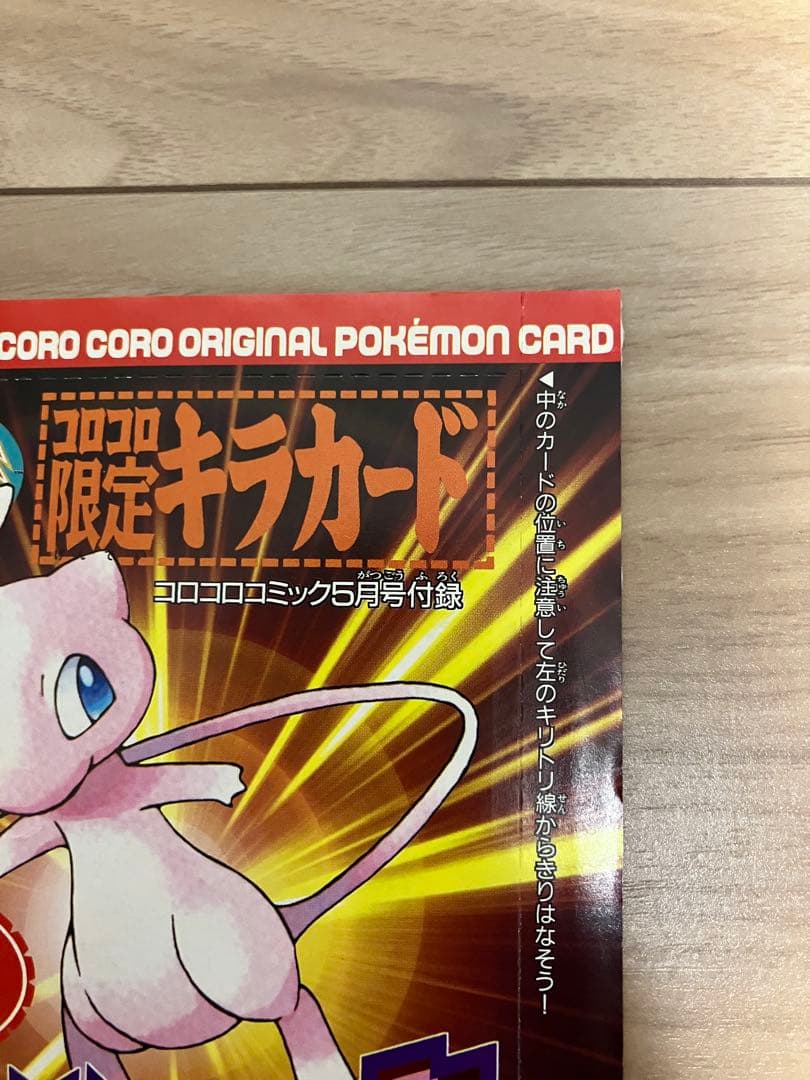 CORO CORO ORIGINAL POKÉMON CARD
コロコロ
限定キラカード
コロコロコミック5月号付録
◀中のカードの位置に注意して左のキリトリ線からきりはなそう！